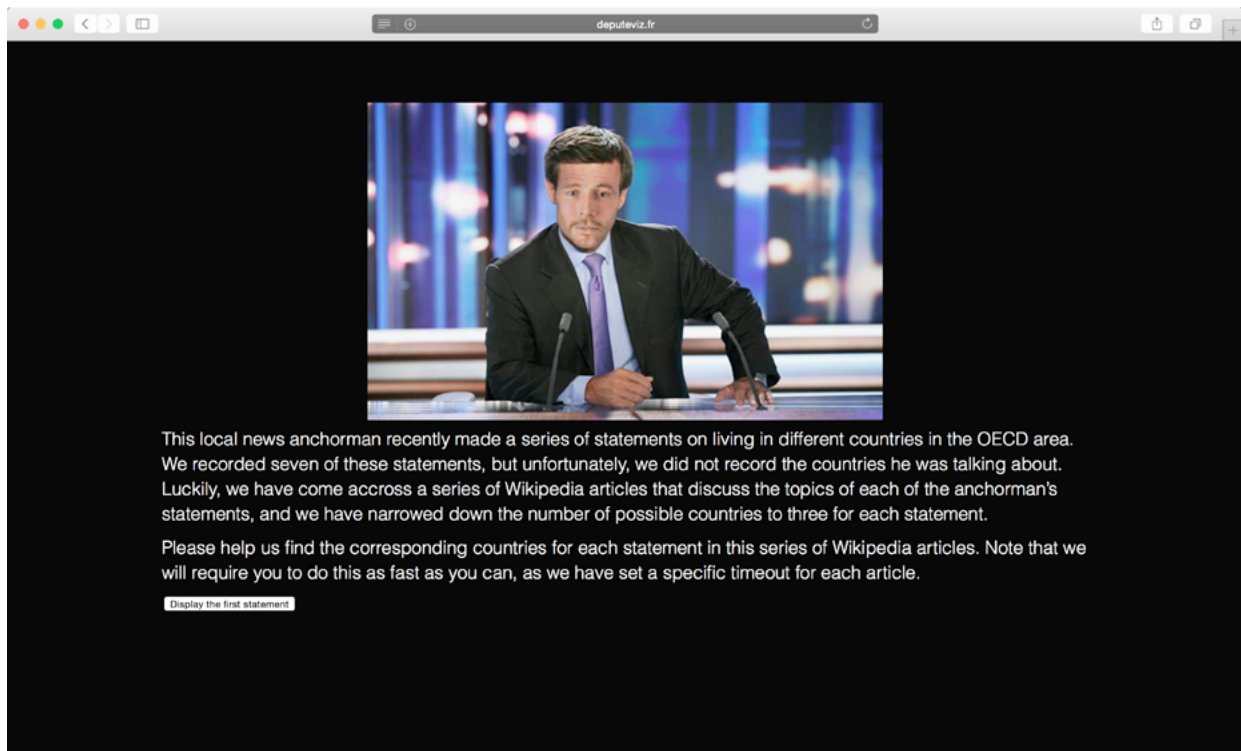 deputeviz.fr
This local news anchorman recently made a series of statements on living in different countries in the OECD area.
We recorded seven of these statements, but unfortunately, we did not record the countries he was talking about.
Luckily, we have come accross a series of Wikipedia articles that discuss the topics of each of the anchorman's
statements, and we have narrowed down the number of possible countries to three for each statement.
Please help us find the corresponding countries for each statement in this series of Wikipedia articles. Note that we
will require you to do this as fast as you can, as we have set a specific timeout for each article.
Display the first statement